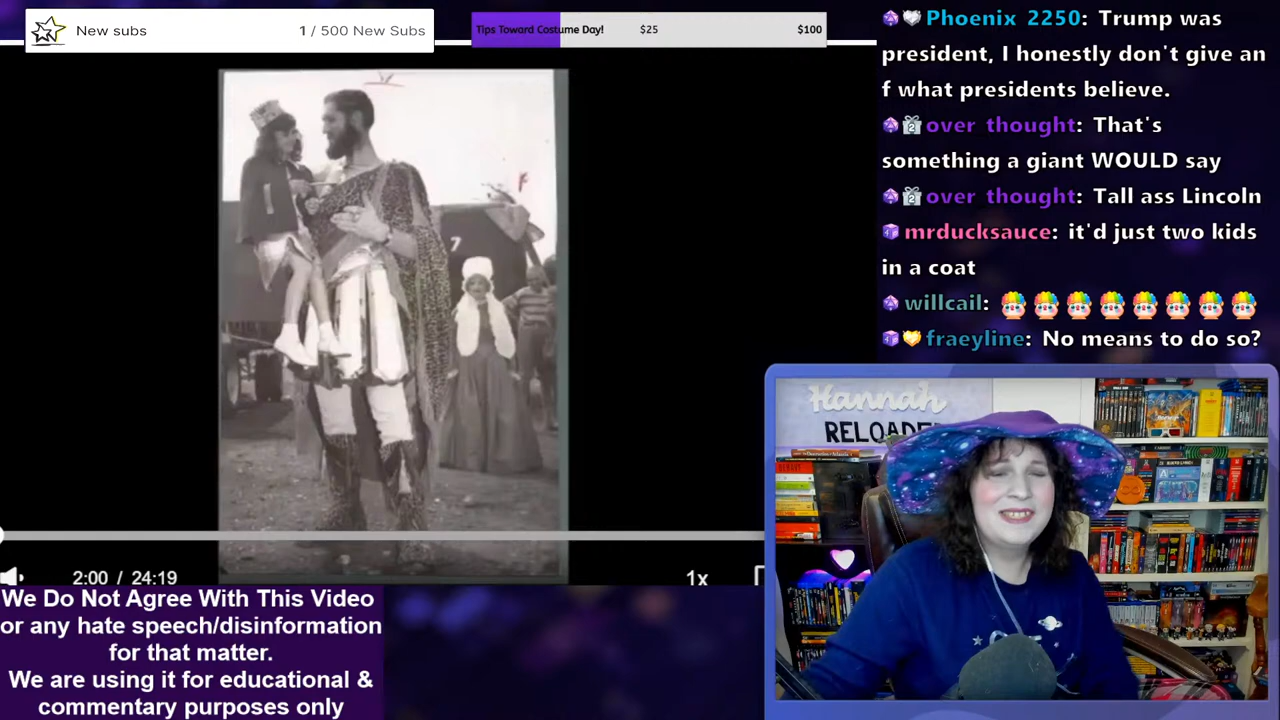 New subs
1 / 500 New Subs
Tips Toward Costume Day!
$25
$100
Phoenix 2250: Trump was
president, I honestly don't give an
f what presidents believe.
over thought: That's
something a giant WOULD say
over thought: Tall ass Lincoln
mrducksauce: it'd just two kids
in a coat
willcail:
fraeyline: No means to do so?
7
F
2:00 / 24:19
1x
We Do Not Agree With This Video
or any hate speech/disinformation
for that matter.
We are using it for educational &
commentary purposes only
Hannah
RELOADED